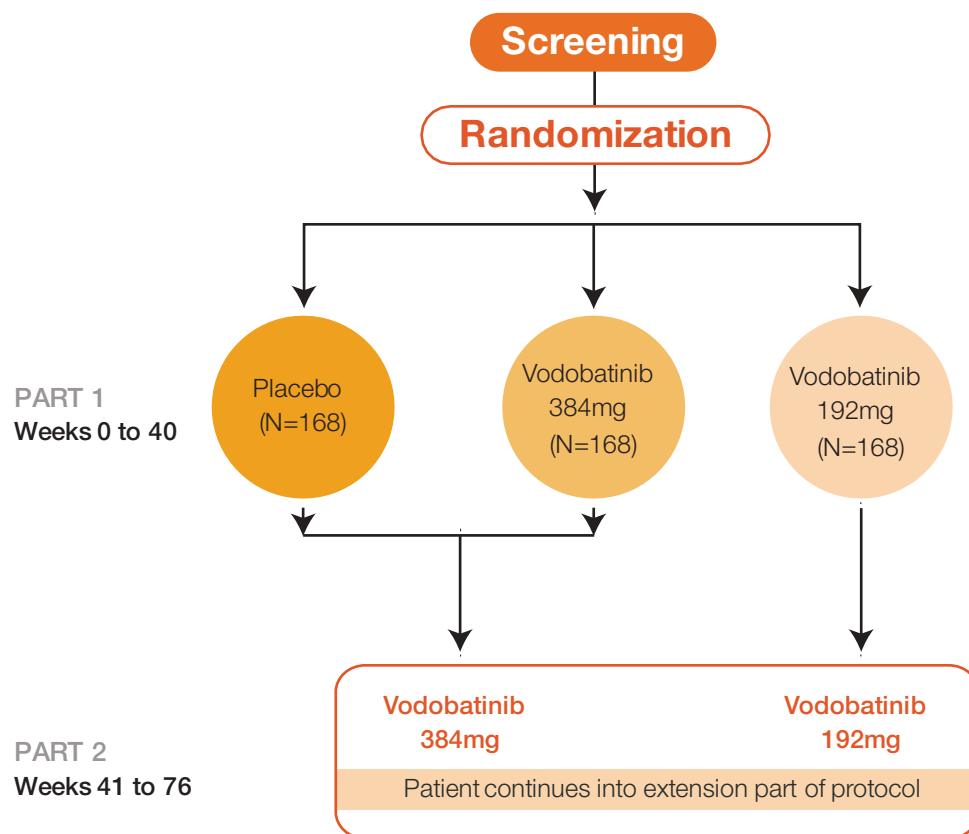 Screening
Randomization
PART 1
Weeks 0 to 40
Placebo
(N=168)
Vodobatinib
384mg
(N=168)
Vodobatinib
192mg
(N=168)
PART 2
Weeks 41 to 76
Vodobatinib
384mg
Vodobatinib
192mg
Patient continues into extension part of protocol